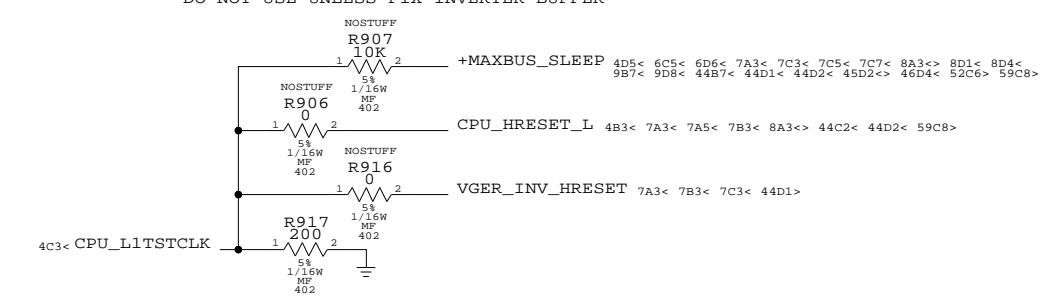 DO NOT USE UNLESS FIX INVERTER BUFFER
NOSTUFF
R907
10K
1 2
5%
1/16W
MF
402
+MAXBUS_SLEEP 4D5< 6C5< 6D6< 7A3< 7C3< 7C5< 7C7< 8A3<> 8D1< 8D4<
9B7< 9D8< 44B7< 44D1< 44D2< 45D2<> 46D4< 52C6> 59C8>
NOSTUFF
R906
0
1 2
5%
1/16W
MF
402
CPU_HRESET_L 4B3< 7A3< 7A5< 7B3< 8A3<> 44C2< 44D2< 59C8>
NOSTUFF
R916
0
1 2
5%
1/16W
MF
402
VGER_INV_HRESET 7A3< 7B3< 7C3< 44D1>
4C3< CPU_L1TSTCLK
R917
200
1 2
5%
1/16W
MF
402